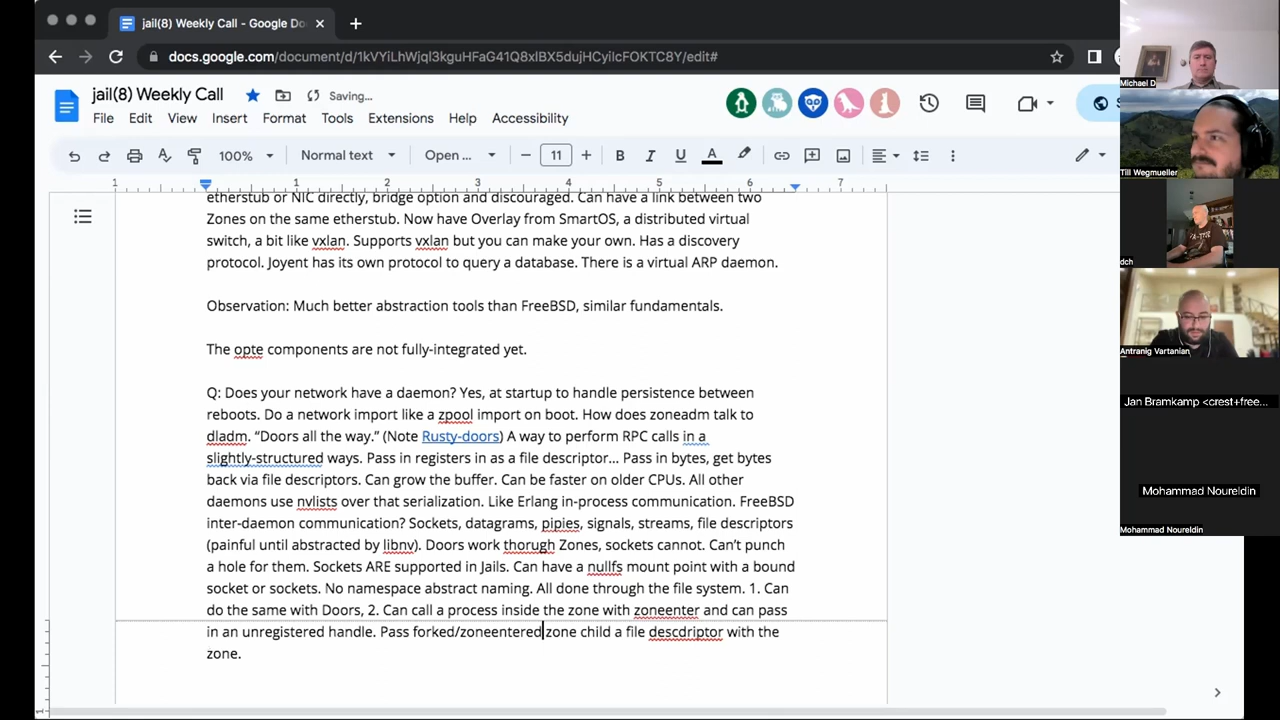 jail(8) Weekly Call - Google Do
docs.google.com/document/d/1kVYiLhWjql3kguHFaG41Q8xIBX5dujHCyiIcFOKTC8Y/edit#
jail(8) Weekly Call
Saving...
File Edit View Insert Format Tools Extensions Help Accessibility
100% Normal text Open ... 11 B I U A
1 1 2 3 4 5 6 7
etherstub or NIC directly, bridge option and discouraged. Can have a link between two
Zones on the same etherstub. Now have Overlay from SmartOS, a distributed virtual
switch, a bit like vxlan. Supports vxlan but you can make your own. Has a discovery
protocol. Joyent has its own protocol to query a database. There is a virtual ARP daemon.
Observation: Much better abstraction tools than FreeBSD, similar fundamentals.
The opte components are not fully-integrated yet.
Q: Does your network have a daemon? Yes, at startup to handle persistence between
reboots. Do a network import like a zpool import on boot. How does zoneadm talk to
dladm. “Doors all the way.” (Note Rusty-doors) A way to perform RPC calls in a
slightly-structured ways. Pass in registers in as a file descriptor... Pass in bytes, get bytes
back via file descriptors. Can grow the buffer. Can be faster on older CPUs. All other
daemons use nvlists over that serialization. Like Erlang in-process communication. FreeBSD
inter-daemon communication? Sockets, datagrams, pipies, signals, streams, file descriptors
(painful until abstracted by libnv). Doors work thorugh Zones, sockets cannot. Can’t punch
a hole for them. Sockets ARE supported in Jails. Can have a nullfs mount point with a bound
socket or sockets. No namespace abstract naming. All done through the file system. 1. Can
do the same with Doors, 2. Can call a process inside the zone with zoneenter and can pass
in an unregistered handle. Pass forked/zoneentered zone child a file descdriptor with the
zone.
Michael D
Till Wegmueller
dch
Antranig Vartanian
Jan Bramkamp <crest+free...
Mohammad Noureldin
Mohammad Noureldin